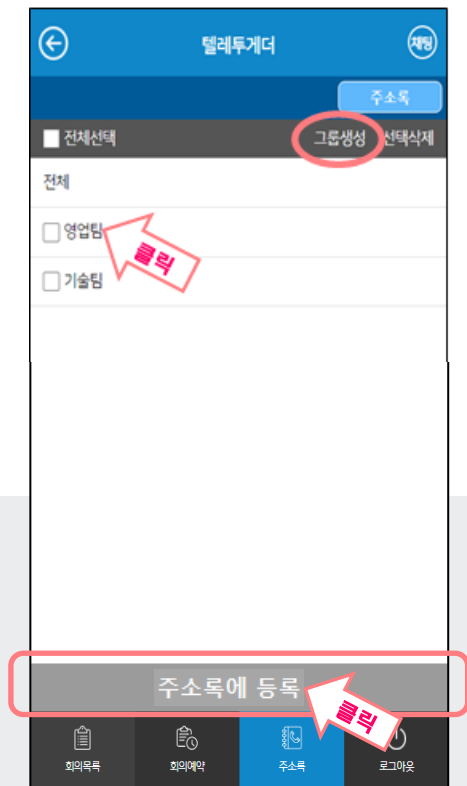 텔레투게더 채팅
주소록
전체선택 그룹생성 선택삭제
전체
영업팀
클릭
기술팀
주소록에 등록
클릭
회의목록 회의예약 주소록 로그아웃